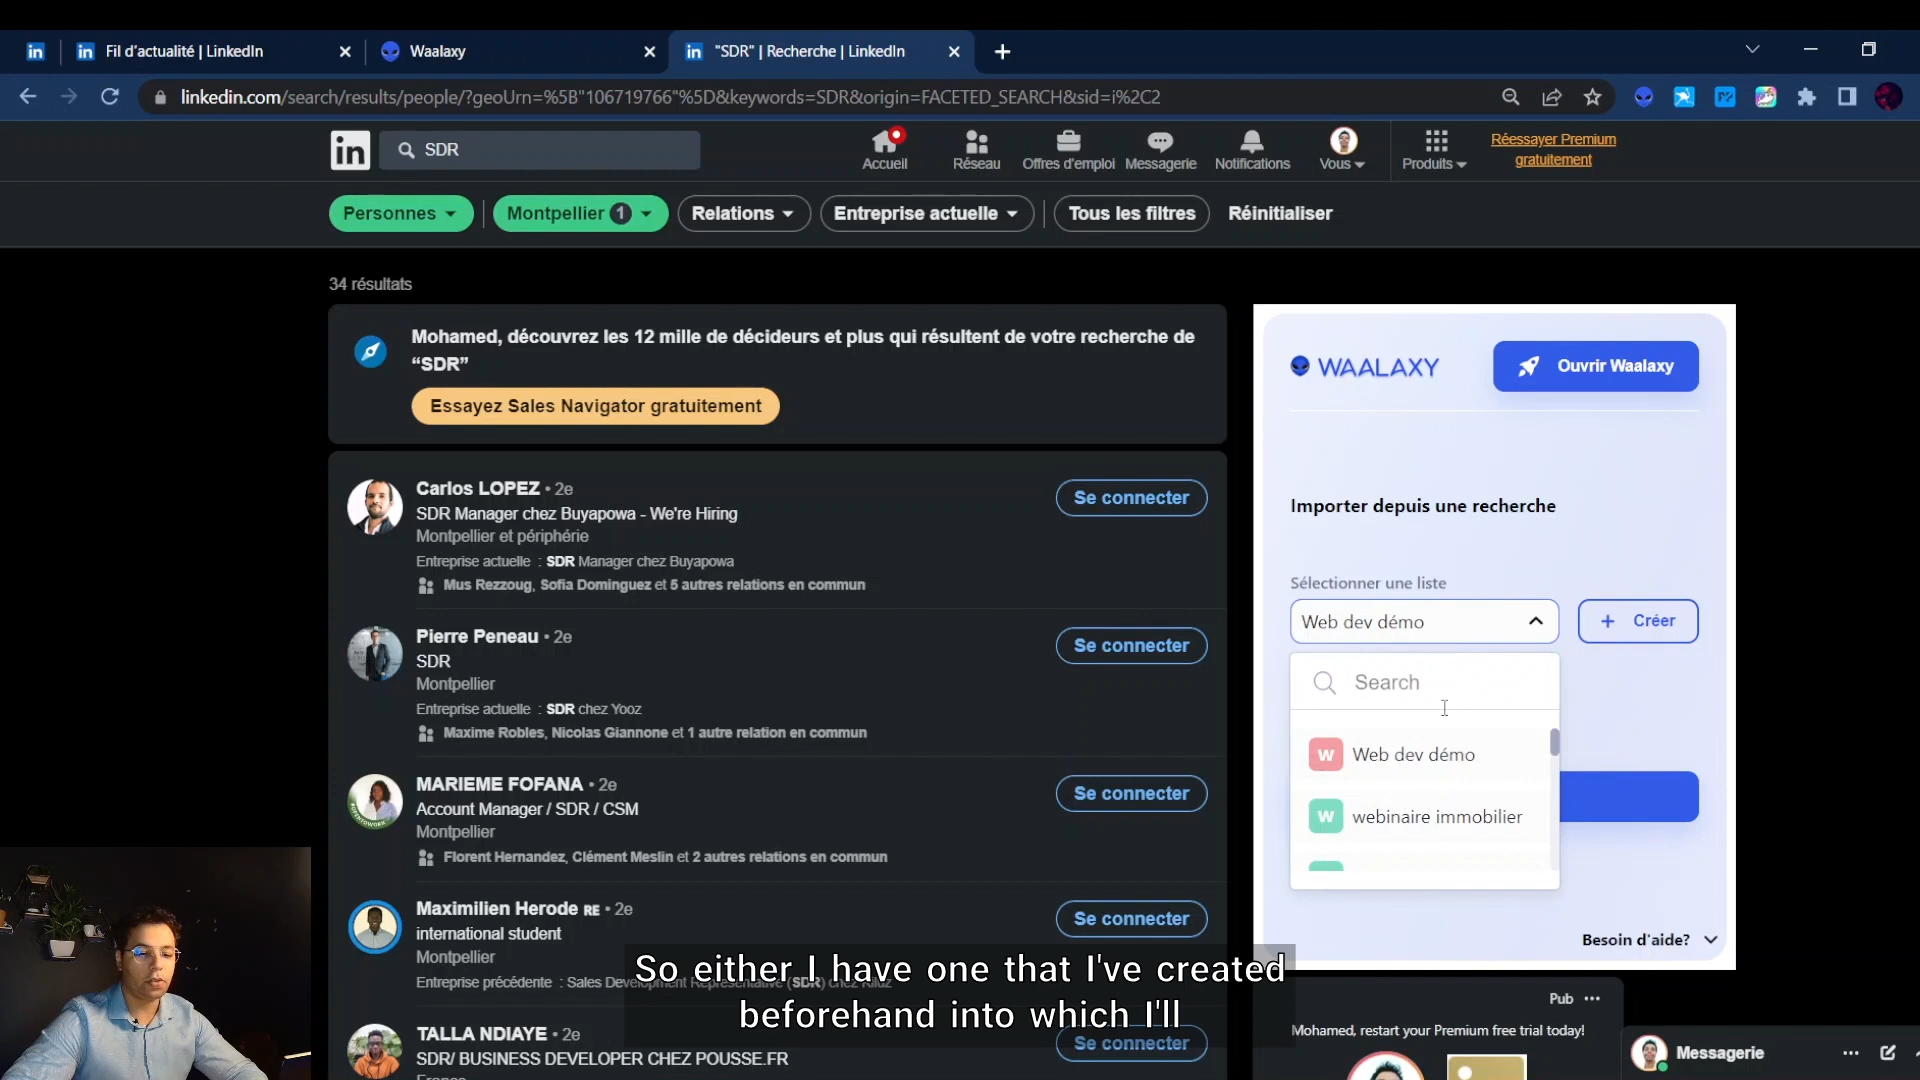 Fil d'actualité | LinkedIn
Waalaxy
"SDR" | Recherche | LinkedIn
linkedin.com/search/results/people/?geoUrn=%5B"106719766"%5D&keywords=SDR&origin=FACETED_SEARCH&sid=i%2C2
in
SDR
Accueil
Réseau
Offres d'emploi
Messagerie
Notifications
Vous
Produits
Réessayer Premium
gratuitement
Personnes
Montpellier 1
Relations
Entreprise actuelle
Tous les filtres
Réinitialiser
34 résultats
Mohamed, découvrez les 12 mille de décideurs et plus qui résultent de votre recherche de
“SDR”
Essayez Sales Navigator gratuitement
Carlos LOPEZ • 2e
SDR Manager chez Buyapowa - We're Hiring
Montpellier et périphérie
Entreprise actuelle : SDR Manager chez Buyapowa
Mus Rezzoug, Sofia Dominguez et 5 autres relations en commun
Se connecter
Pierre Peneau • 2e
SDR
Montpellier
Entreprise actuelle : SDR chez Yooz
Maxime Robles, Nicolas Giannone et 1 autre relation en commun
Se connecter
MARIEME FOFANA • 2e
Account Manager / SDR / CSM
Montpellier
Florent Hernandez, Clément Meslin et 2 autres relations en commun
Se connecter
Maximilien Herode RE • 2e
international student
Montpellier
Entreprise précédente : Sales Development Representative (SDR) chez
Se connecter
TALLA NDIAYE • 2e
SDR/ BUSINESS DEVELOPER CHEZ POUSSE.FR
Se connecter
WAALAXY
Ouvrir Waalaxy
Importer depuis une recherche
Sélectionner une liste
Web dev démo
+ Créer
Search
W Web dev démo
W webinaire immobilier
Besoin d'aide?
Pub
Mohamed, restart your Premium free trial today!
Messagerie
So either I have one that I've created
beforehand into which I'll